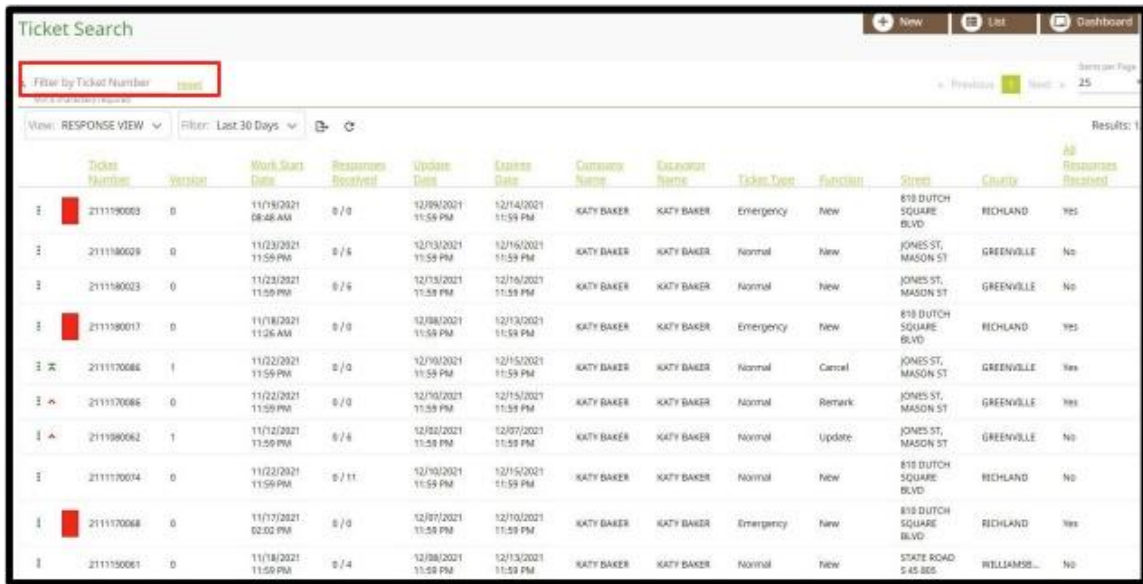 Ticket Search
New
List
Dashboard
Filter by Ticket Number reset
« Previous 1 Next »
Items per Page
25
View: RESPONSE VIEW
Filter: Last 30 Days
Results: 1
Ticket Number Version Work Start Date Responses Received Update Date Expires Date Company Name Excavator Name Ticket Type Function Street County All Responses Received
2111190003 0 11/19/2021 08:48 AM 0 / 0 12/09/2021 11:59 PM 12/14/2021 11:59 PM KATY BAKER KATY BAKER Emergency New 810 DUTCH SQUARE BLVD RICHLAND Yes
2111180029 0 11/23/2021 11:59 PM 0 / 6 12/13/2021 11:59 PM 12/16/2021 11:59 PM KATY BAKER KATY BAKER Normal New JONES ST, MASON ST GREENVILLE No
2111180023 0 11/23/2021 11:59 PM 0 / 6 12/13/2021 11:59 PM 12/16/2021 11:59 PM KATY BAKER KATY BAKER Normal New JONES ST, MASON ST GREENVILLE No
2111180017 0 11/18/2021 11:26 AM 0 / 0 12/08/2021 11:59 PM 12/13/2021 11:59 PM KATY BAKER KATY BAKER Emergency New 810 DUTCH SQUARE BLVD RICHLAND Yes
2111170086 1 11/22/2021 11:59 PM 0 / 0 12/10/2021 11:59 PM 12/15/2021 11:59 PM KATY BAKER KATY BAKER Normal Cancel JONES ST, MASON ST GREENVILLE Yes
2111170086 0 11/22/2021 11:59 PM 0 / 0 12/10/2021 11:59 PM 12/15/2021 11:59 PM KATY BAKER KATY BAKER Normal Remark JONES ST, MASON ST GREENVILLE Yes
2111080062 1 11/12/2021 11:59 PM 0 / 6 12/02/2021 11:59 PM 12/07/2021 11:59 PM KATY BAKER KATY BAKER Normal Update JONES ST, MASON ST GREENVILLE No
2111170074 0 11/22/2021 11:59 PM 0 / 11 12/10/2021 11:59 PM 12/15/2021 11:59 PM KATY BAKER KATY BAKER Normal New 810 DUTCH SQUARE BLVD RICHLAND No
2111170068 0 11/17/2021 02:02 PM 0 / 0 12/07/2021 11:59 PM 12/10/2021 11:59 PM KATY BAKER KATY BAKER Emergency New 810 DUTCH SQUARE BLVD RICHLAND Yes
2111150061 0 11/18/2021 11:59 PM 0 / 4 12/08/2021 11:59 PM 12/13/2021 11:59 PM KATY BAKER KATY BAKER Normal New STATE ROAD S 45 805 WILLIAMSB... No